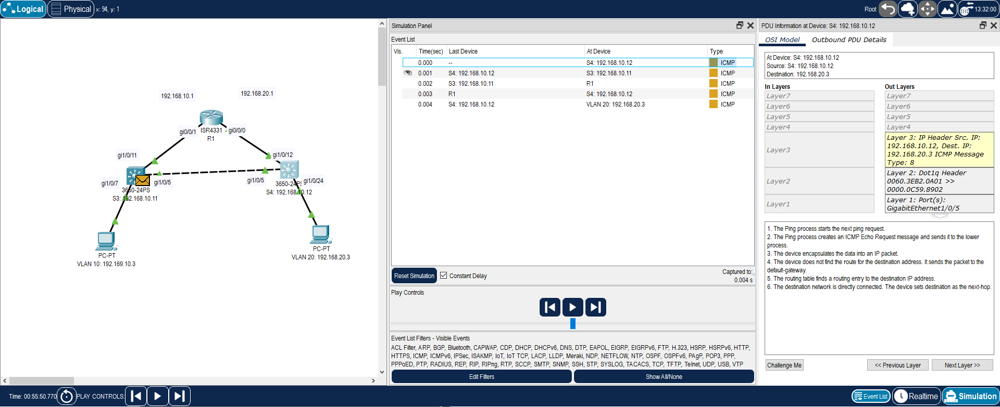 Logical
Physical
x: 94, y: 1
Root
13:32:00
192.168.10.1
192.168.20.1
gi0/0/1
ISR4331
R1
gi0/0/0
gi1/0/11
gi1/0/12
gi1/0/7
gi1/0/5
3650-24PS
S3: 192.168.10.11
gi1/0/5
3650-24PS
gi1/0/24
S4: 192.168.10.12
PC-PT
VLAN 10: 192.169.10.3
PC-PT
VLAN 20: 192.168.20.3
Simulation Panel
Event List
Vis. Time(sec) Last Device At Device Type
0.000 -- S4: 192.168.10.12 ICMP
0.001 S4: 192.168.10.12 S3: 192.168.10.11 ICMP
0.002 S3: 192.168.10.11 R1 ICMP
0.003 R1 S4: 192.168.10.12 ICMP
0.004 S4: 192.168.10.12 VLAN 20: 192.168.20.3 ICMP
Reset Simulation
Constant Delay
Captured to:
0.004 s
Play Controls
Event List Filters - Visible Events
ACL Filter, ARP, BGP, Bluetooth, CAPWAP, CDP, DHCP, DHCPv6, DNS, DTP, EAPOL, EIGRP, EIGRPv6, FTP, H.323, HSRP, HSRPv6, HTTP,
HTTPS, ICMP, ICMPv6, IPSec, ISAKMP, IoT, IoT TCP, LACP, LLDP, Meraki, NDP, NETFLOW, NTP, OSPF, OSPFv6, PAgP, POP3, PPP,
PPPoED, PTP, RADIUS, REP, RIP, RIPng, RTP, SCCP, SMTP, SNMP, SSH, STP, SYSLOG, TACACS, TCP, TFTP, Telnet, UDP, USB, VTP
Edit Filters
Show All/None
PDU Information at Device: S4: 192.168.10.12
OSI Model
Outbound PDU Details
At Device: S4: 192.168.10.12
Source: S4: 192.168.10.12
Destination: 192.168.20.3
In Layers
Layer7
Layer6
Layer5
Layer4
Layer3
Layer2
Layer1
Out Layers
Layer7
Layer6
Layer5
Layer4
Layer 3: IP Header Src. IP:
192.168.10.12, Dest. IP:
192.168.20.3 ICMP Message
Type: 8
Layer 2: Dot1q Header
0060.3EB2.0A01 >>
0000.0C59.8902
Layer 1: Port(s):
GigabitEthernet1/0/5
1. The Ping process starts the next ping request.
2. The Ping process creates an ICMP Echo Request message and sends it to the lower
process.
3. The device encapsulates the data into an IP packet.
4. The device does not find the route for the destination address. It sends the packet to the
default-gateway.
5. The routing table finds a routing entry to the destination IP address.
6. The destination network is directly connected. The device sets destination as the next-hop.
Challenge Me
<< Previous Layer
Next Layer >>
Time: 00:55:50.770
PLAY CONTROLS:
Event List
Realtime
Simulation